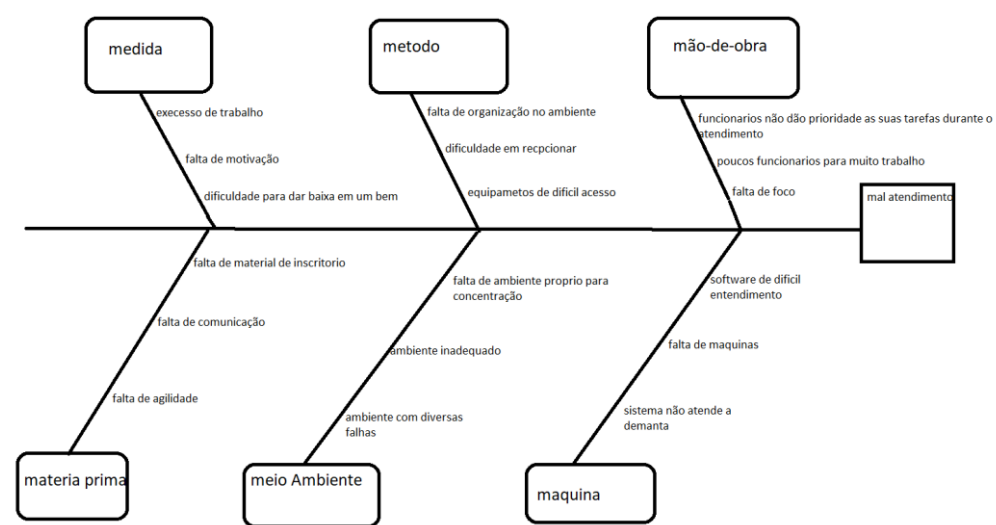 medida
metodo
mão-de-obra
execesso de trabalho
falta de motivação
dificuldade para dar baixa em um bem
falta de organização no ambiente
dificuldade em recpcionar
equipametos de dificil acesso
funcionarios não dão prioridade as suas tarefas durante o
atendimento
poucos funcionarios para muito trabalho
falta de foco
mal atendimento
falta de material de inscritorio
falta de comunicação
falta de agilidade
falta de ambiente proprio para
concentração
ambiente inadequado
ambiente com diversas
falhas
software de dificil
entendimento
falta de maquinas
sistema não atende a
demanta
materia prima
meio Ambiente
maquina